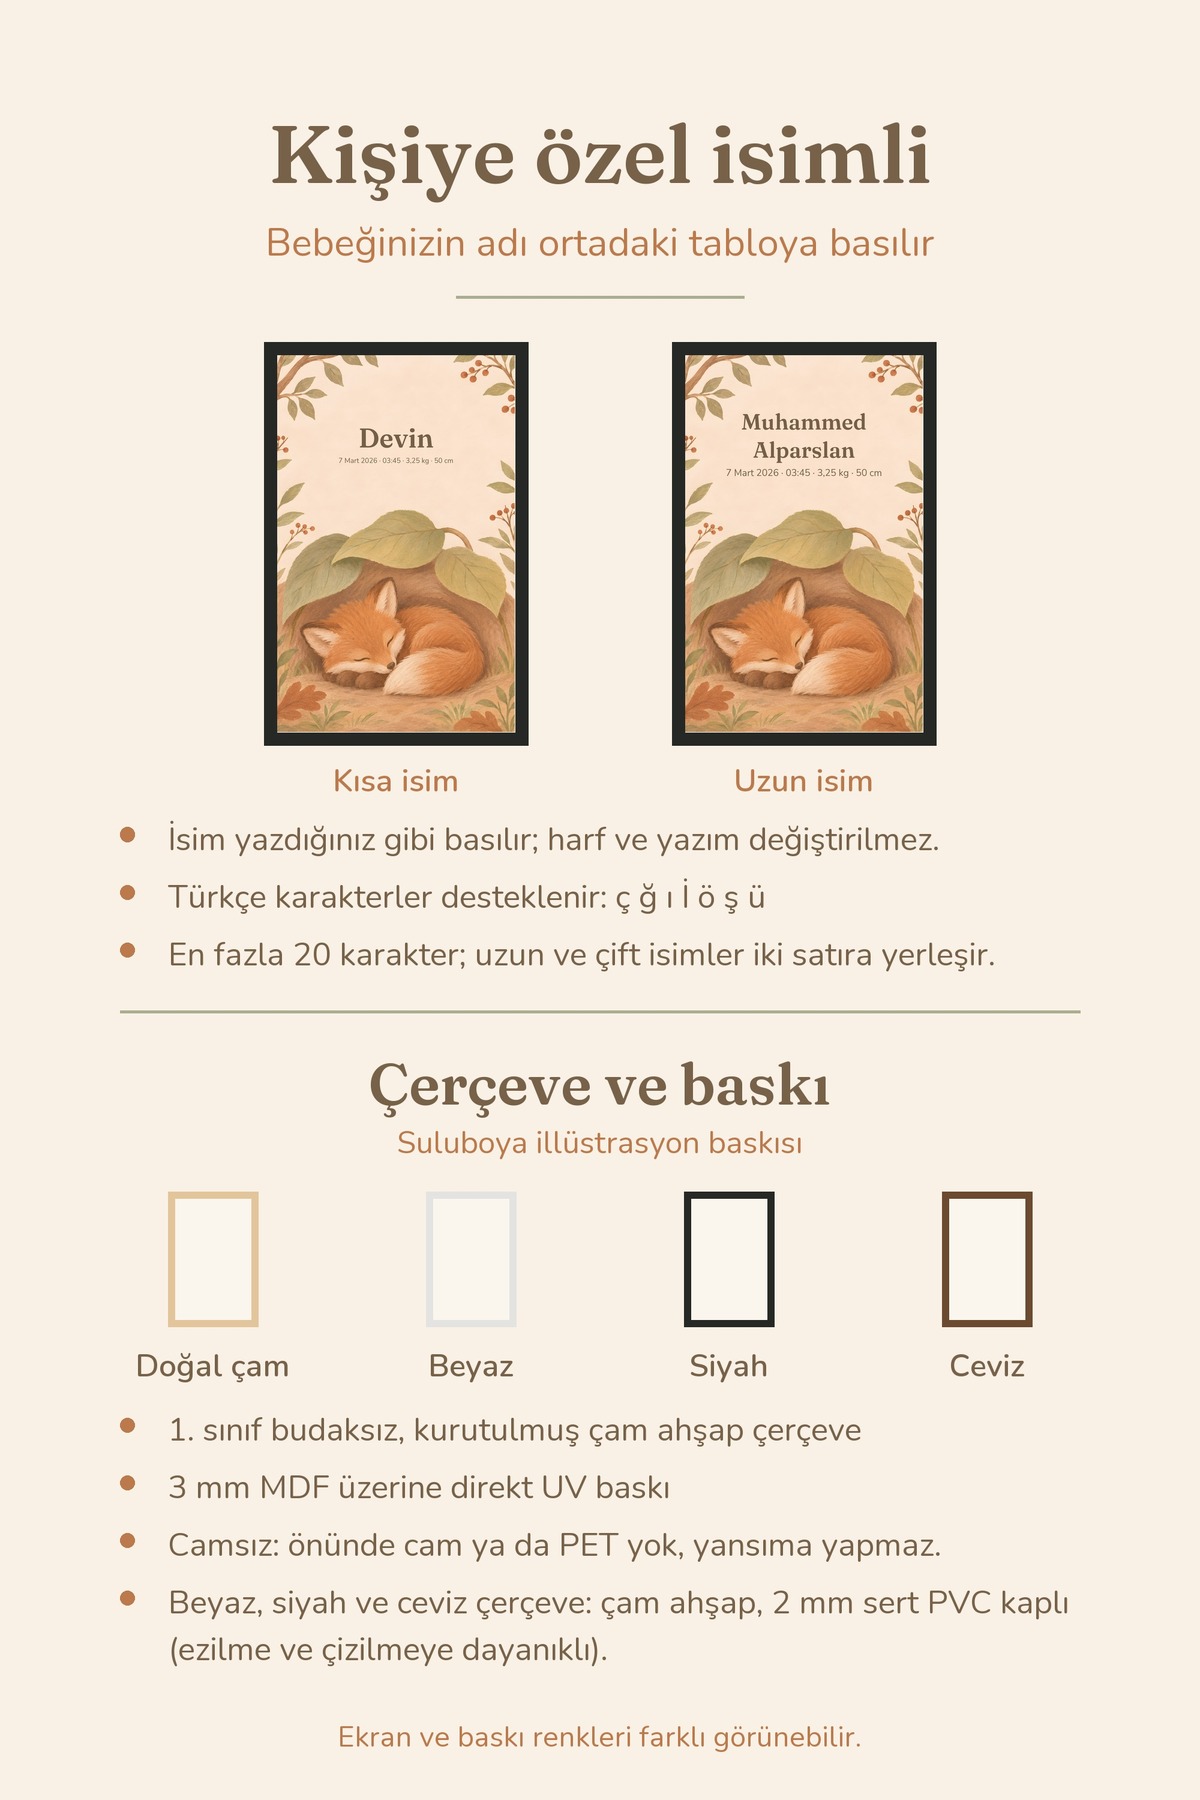 Kişiye özel isimli
Bebeğinizin adı ortadaki tabloya basılır
Devin
7 Mart 2026 · 03:45 · 3,25 kg · 50 cm
Muhammed
Alparslan
7 Mart 2026 · 03:45 · 3,25 kg · 50 cm
Kısa isim
Uzun isim
İsim yazdığınız gibi basılır; harf ve yazım değiştirilmez.
Türkçe karakterler desteklenir: ç ğ ı İ ö ş ü
En fazla 20 karakter; uzun ve çift isimler iki satıra yerleşir.
Çerçeve ve baskı
Suluboya illüstrasyon baskısı
Doğal çam
Beyaz
Siyah
Ceviz
1. sınıf budaksız, kurutulmuş çam ahşap çerçeve
3 mm MDF üzerine direkt UV baskı
Camsız: önünde cam ya da PET yok, yansıma yapmaz.
Beyaz, siyah ve ceviz çerçeve: çam ahşap, 2 mm sert PVC kaplı
(ezilme ve çizilmeye dayanıklı).
Ekran ve baskı renkleri farklı görünebilir.